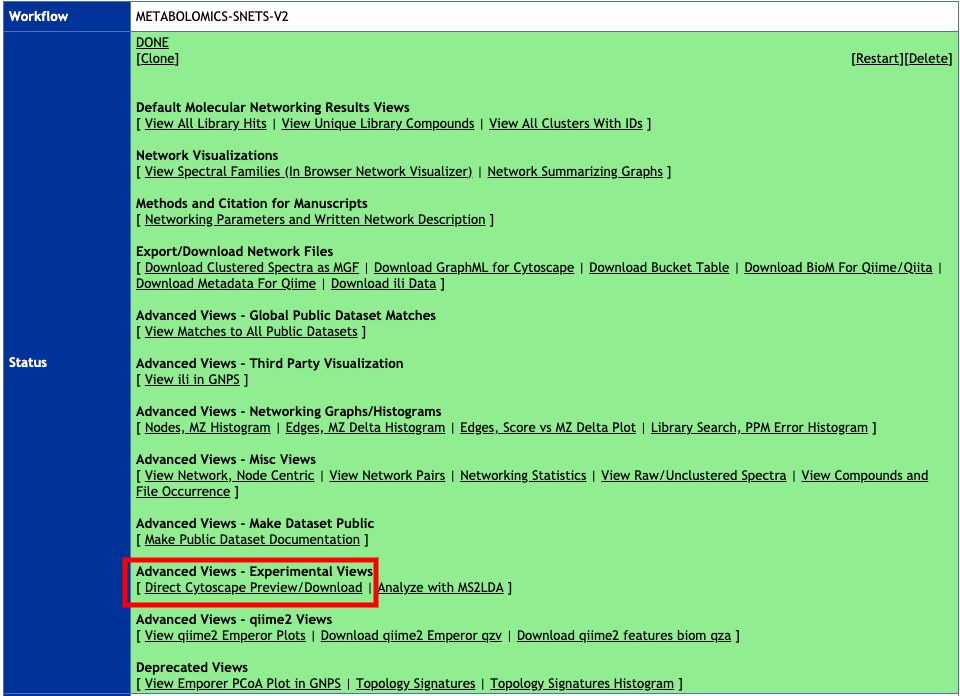 Workflow METABOLOMICS-SNETS-V2
DONE
[Clone] [Restart][Delete]
Default Molecular Networking Results Views
[ View All Library Hits | View Unique Library Compounds | View All Clusters With IDs ]
Network Visualizations
[ View Spectral Families (In Browser Network Visualizer) | Network Summarizing Graphs ]
Methods and Citation for Manuscripts
[ Networking Parameters and Written Network Description ]
Export/Download Network Files
[ Download Clustered Spectra as MGF | Download GraphML for Cytoscape | Download Bucket Table | Download BioM For Qiime/Qiita |
Download Metadata For Qiime | Download ili Data ]
Advanced Views - Global Public Dataset Matches
[ View Matches to All Public Datasets ]
Status
Advanced Views - Third Party Visualization
[ View ili in GNPS ]
Advanced Views - Networking Graphs/Histograms
[ Nodes, MZ Histogram | Edges, MZ Delta Histogram | Edges, Score vs MZ Delta Plot | Library Search, PPM Error Histogram ]
Advanced Views - Misc Views
[ View Network, Node Centric | View Network Pairs | Networking Statistics | View Raw/Unclustered Spectra | View Compounds and
File Occurrence ]
Advanced Views - Make Dataset Public
[ Make Public Dataset Documentation ]
Advanced Views - Experimental Views
[ Direct Cytoscape Preview/Download | Analyze with MS2LDA ]
Advanced Views - qiime2 Views
[ View qiime2 Emperor Plots | Download qiime2 Emperor qzv | Download qiime2 features biom qza ]
Deprecated Views
[ View Emporer PCoA Plot in GNPS | Topology Signatures | Topology Signatures Histogram ]